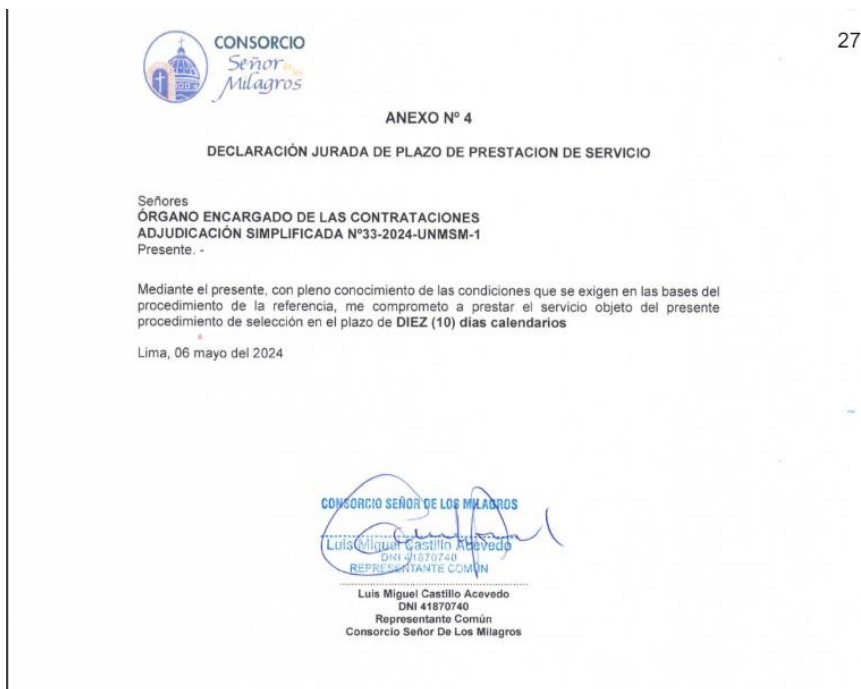 27
CONSORCIO
Señor
de los
Milagros
ANEXO Nº 4
DECLARACIÓN JURADA DE PLAZO DE PRESTACION DE SERVICIO
Señores
ÓRGANO ENCARGADO DE LAS CONTRATACIONES
ADJUDICACIÓN SIMPLIFICADA Nº33-2024-UNMSM-1
Presente. -
Mediante el presente, con pleno conocimiento de las condiciones que se exigen en las bases del
procedimiento de la referencia, me comprometo a prestar el servicio objeto del presente
procedimiento de selección en el plazo de DIEZ (10) dias calendarios
Lima, 06 mayo del 2024
CONSORCIO SEÑOR DE LOS MILAGROS
Luis Miguel Castillo Acevedo
DNI 41870740
REPRESENTANTE COMÚN
Luis Miguel Castillo Acevedo
DNI 41870740
Representante Común
Consorcio Señor De Los Milagros